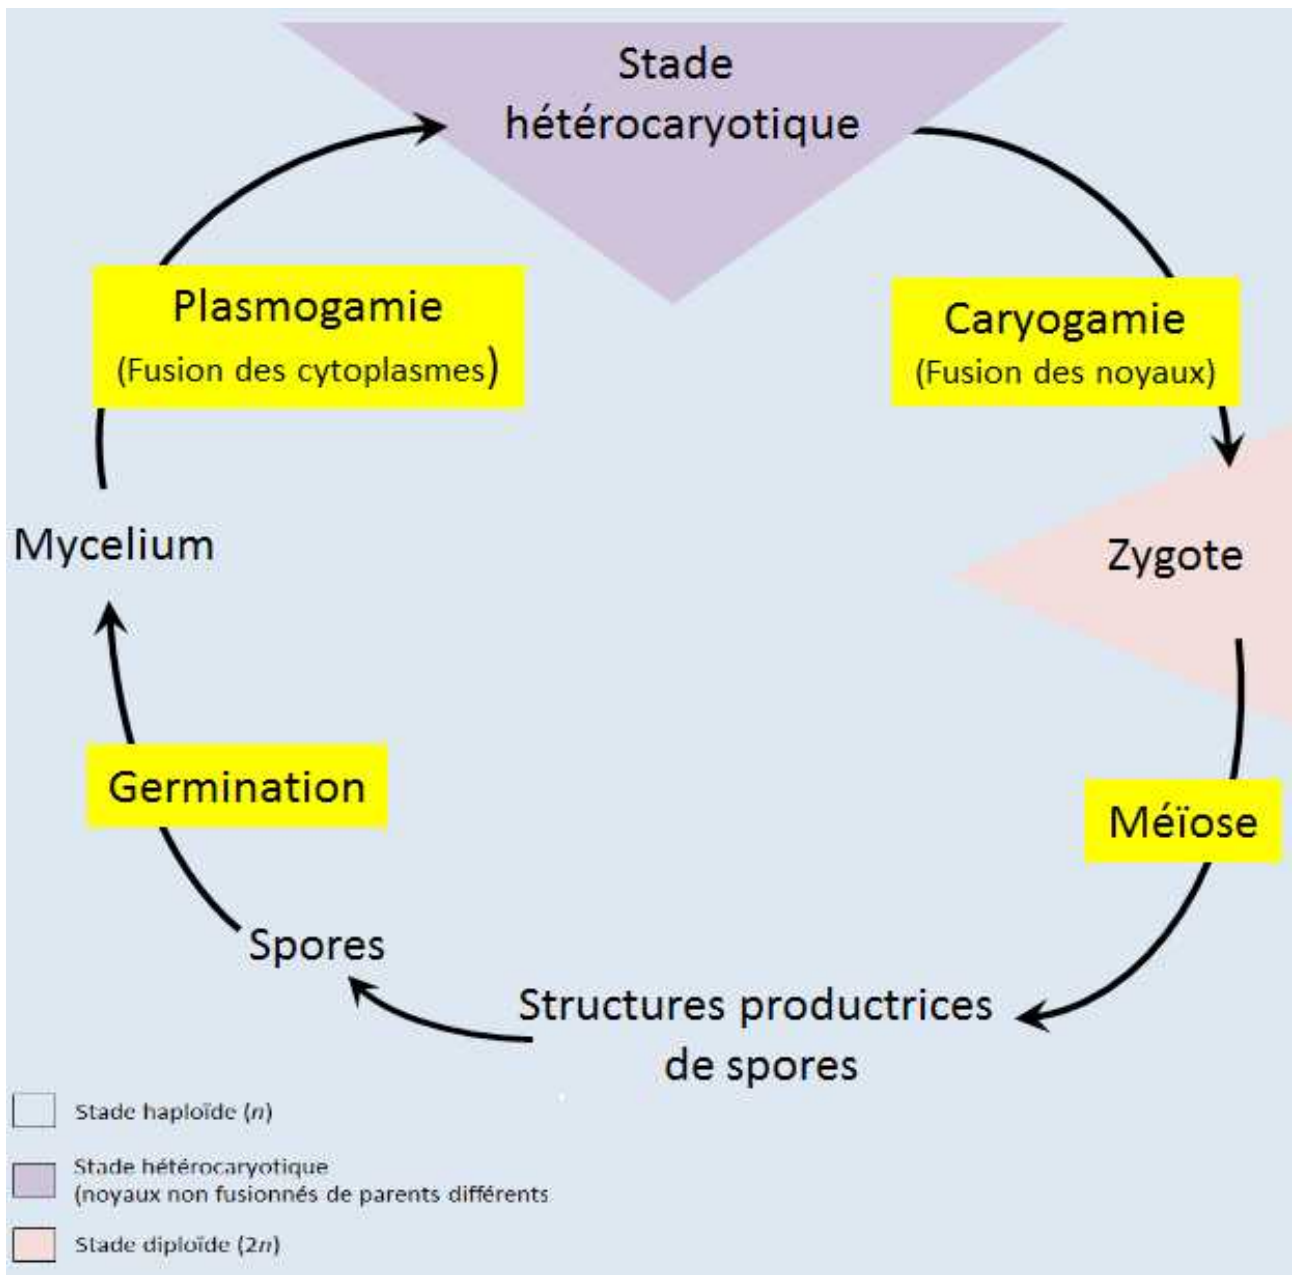 Stade
hétérocaryotique
Plasmogamie
(Fusion des cytoplasmes)
Caryogamie
(Fusion des noyaux)
Mycelium
Zygote
Germination
Méïose
Spores
Structures productrices
de spores
Stade haploïde (n)
Stade hétérocaryotique
(noyaux non fusionnés de parents différents
Stade diploïde (2n)